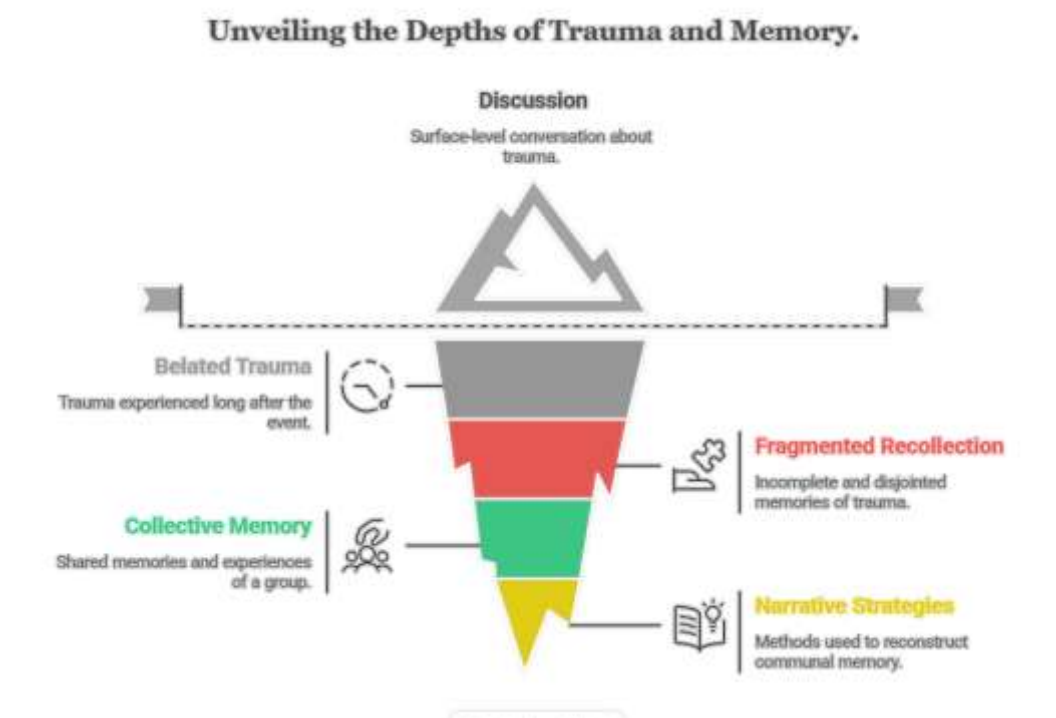 Unveiling the Depths of Trauma and Memory.
Discussion
Surface-level conversation about
trauma.
Belated Trauma
Trauma experienced long after the
event.
Fragmented Recollection
Incomplete and disjointed
memories of trauma.
Collective Memory
Shared memories and experiences
of a group.
Narrative Strategies
Methods used to reconstruct
communal memory.